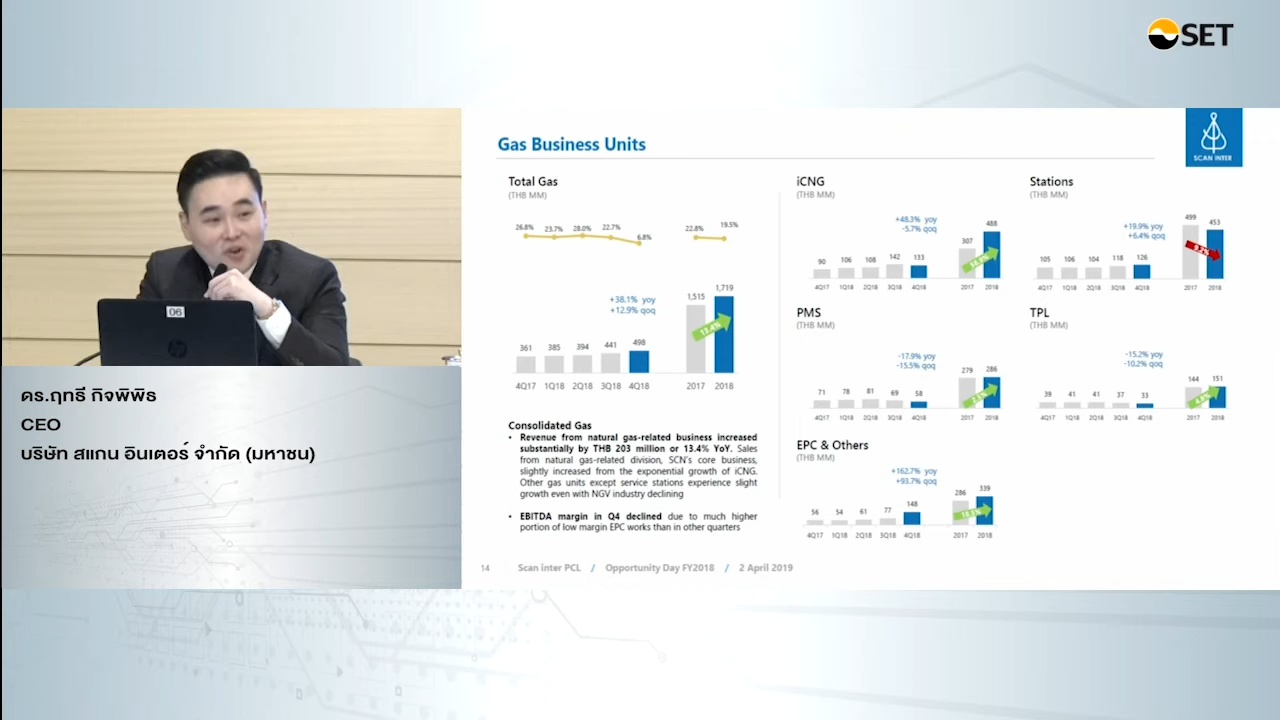 SET
Gas Business Units
SCAN INTER
Total Gas
(THB MM)
26.8% 23.7% 28.0% 22.7% 6.8% 22.8% 19.5%
+38.1% yoy
+12.9% qoq
361 385 394 441 498 1,515 1,719
13.4%
4Q17 1Q18 2Q18 3Q18 4Q18 2017 2018
Consolidated Gas
• Revenue from natural gas-related business increased
substantially by THB 203 million or 13.4% YoY. Sales
from natural gas-related division, SCN's core business,
slightly increased from the exponential growth of iCNG.
Other gas units except service stations experience slight
growth even with NGV industry declining
• EBITDA margin in Q4 declined due to much higher
portion of low margin EPC works than in other quarters
iCNG
(THB MM)
+48.3% yoy
-5.7% qoq
90 106 108 142 133 307 488
4Q17 1Q18 2Q18 3Q18 4Q18 2017 2018
Stations
(THB MM)
+19.9% yoy
+6.4% qoq
105 106 104 118 126 499 453
9.2%
4Q17 1Q18 2Q18 3Q18 4Q18 2017 2018
PMS
(THB MM)
-17.9% yoy
-15.5% qoq
71 78 81 69 58 279 286
4Q17 1Q18 2Q18 3Q18 4Q18 2017 2018
TPL
(THB MM)
-15.2% yoy
-10.2% qoq
39 41 41 37 33 144 151
4Q17 1Q18 2Q18 3Q18 4Q18 2017 2018
EPC & Others
(THB MM)
+162.7% yoy
+93.7% qoq
56 54 61 77 148 286 339
4Q17 1Q18 2Q18 3Q18 4Q18 2017 2018
14 Scan inter PCL / Opportunity Day FY2018 / 2 April 2019
06
hp
ดร.ฤทธี กิจพิพิธ
CEO
บริษัท สแกน อินเตอร์ จำกัด (มหาชน)